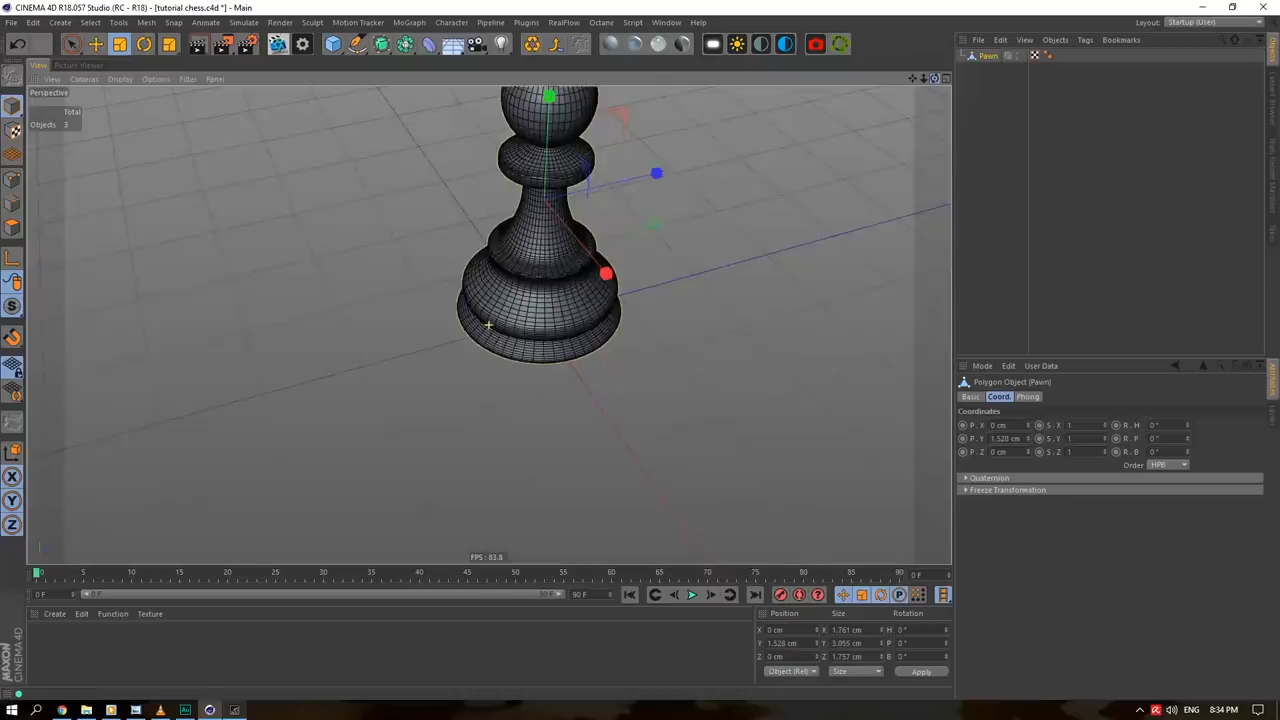 CINEMA 4D R18.057 Studio (RC - R18) - [tutorial chess.c4d *] - Main
File Edit Create Select Tools Mesh Snap Animate Simulate Render Sculpt Motion Tracker MoGraph Character Pipeline Plugins RealFlow Octane Script Window Help
Layout: Startup (User)
File Edit View Objects Tags Bookmarks
Pawn
View Picture Viewer
View Cameras Display Options Filter Panel
Perspective
Total
Objects 3
Mode Edit User Data
Polygon Object [Pawn]
Basic Coord. Phong
Coordinates
P . X 0 cm S . X 1 R . H 0 °
P . Y 1.528 cm S . Y 1 R . P 0 °
P . Z 0 cm S . Z 1 R . B 0 °
Order HPB
Quaternion
Freeze Transformation
X
Y
Z
FPS : 83.8
0 5 10 15 20 25 30 35 40 45 50 55 60 65 70 75 80 85 90 0 F
0 F 0 F 90 F 90 F
Create Edit Function Texture
Position Size Rotation
X 0 cm X 1.761 cm H 0 °
Y 1.528 cm Y 3.055 cm P 0 °
Z 0 cm Z 1.757 cm B 0 °
Object (Rel) Size Apply
MAXON
CINEMA4D
ENG 8:34 PM